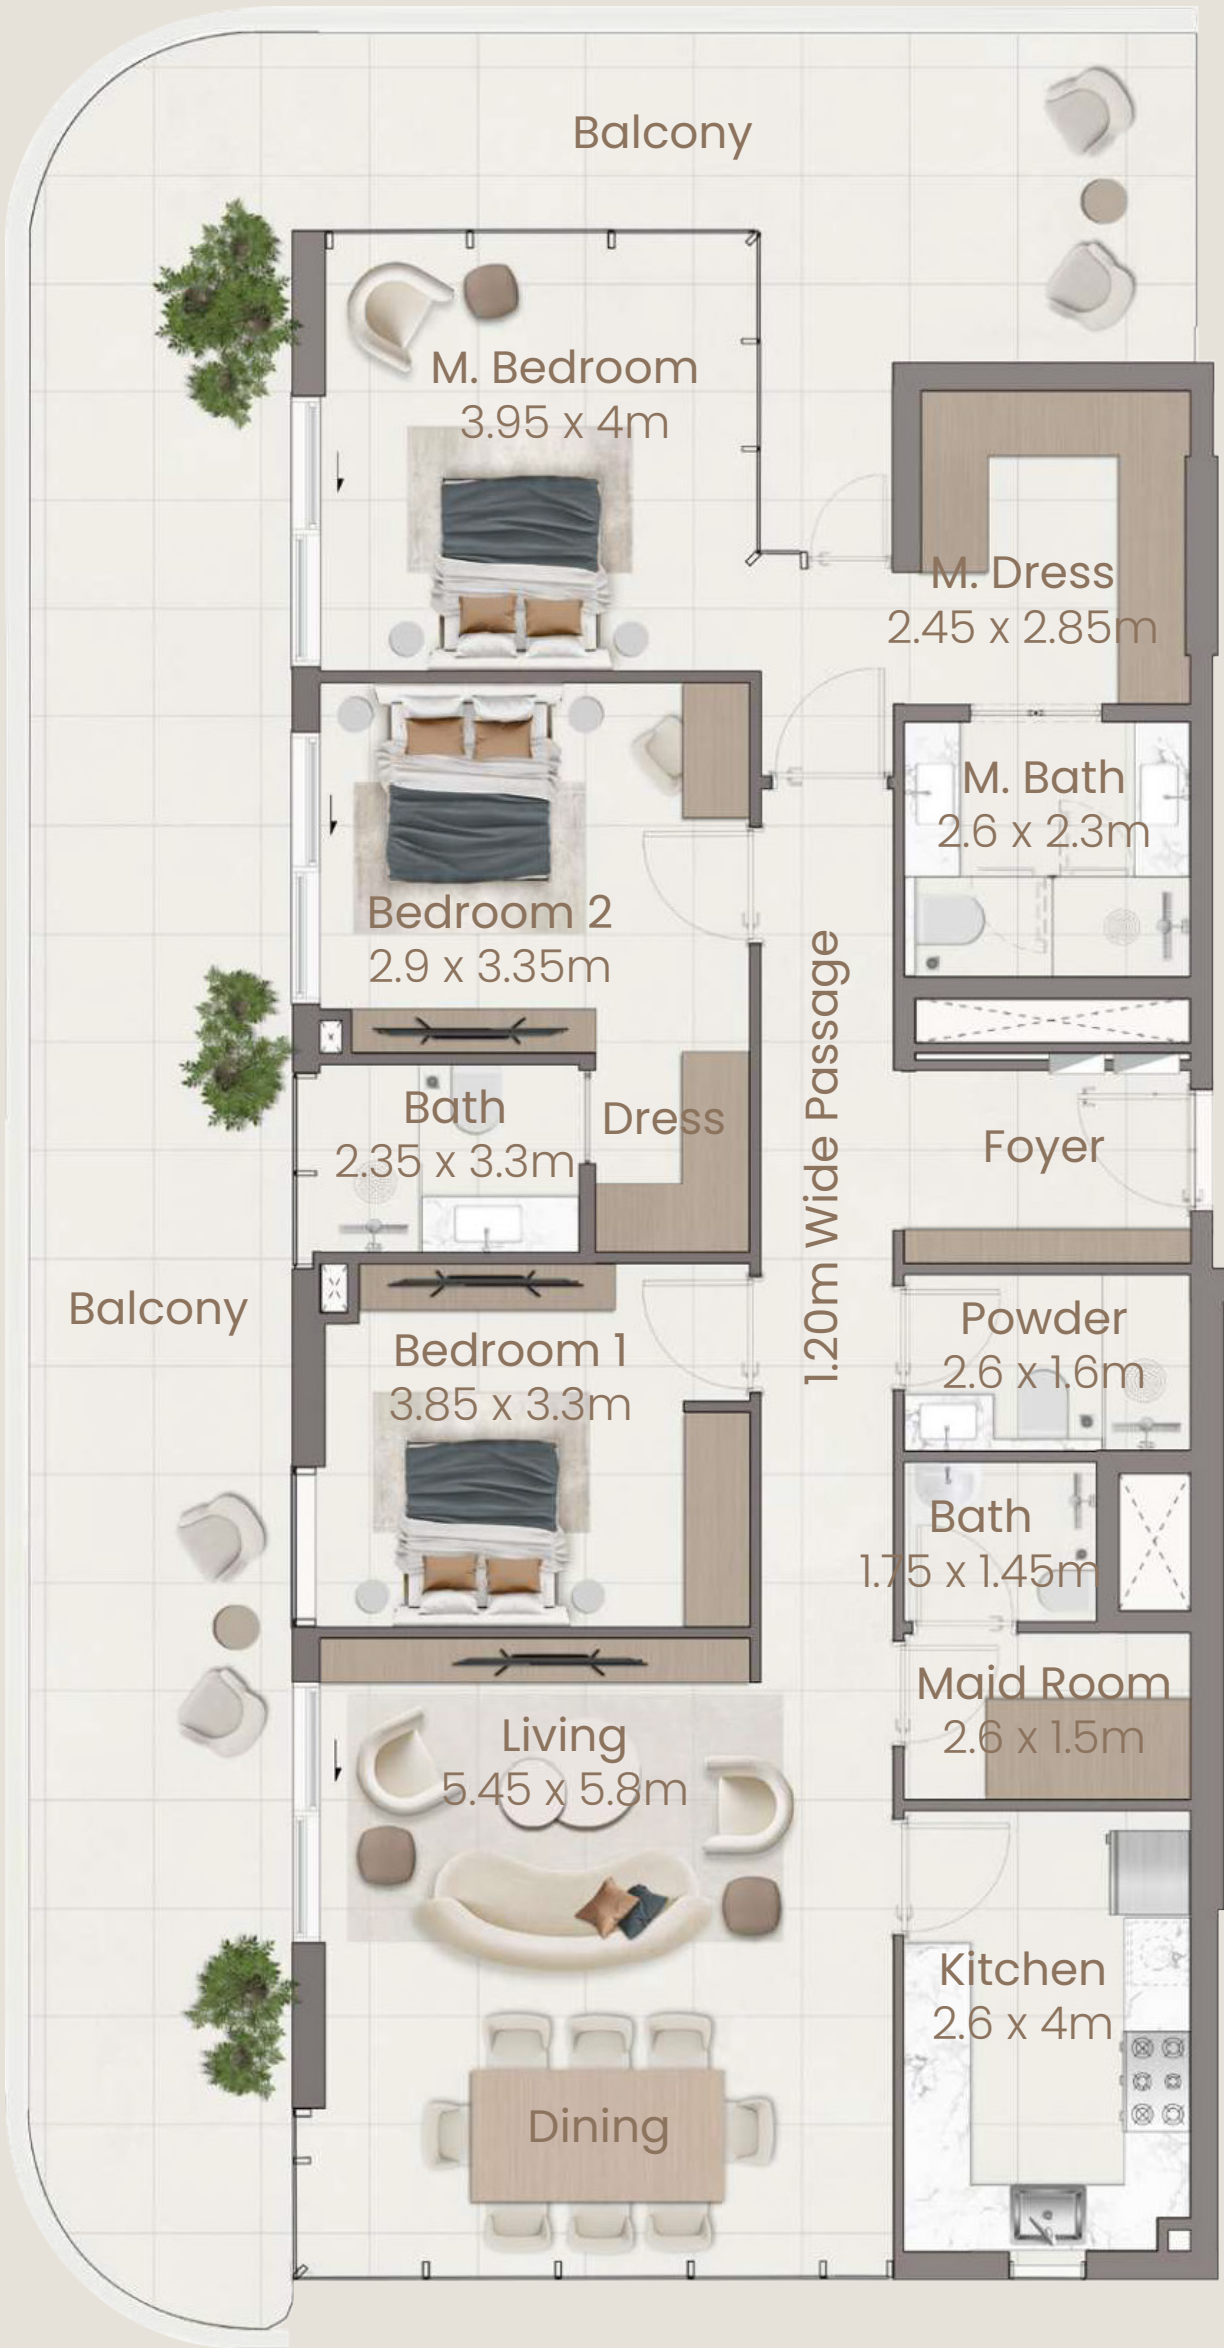 Balcony
M. Bedroom
3.95 x 4m
M. Dress
2.45 x 2.85m
M. Bath
2.6 x 2.3m
Bedroom 2
2.9 x 3.35m
1.20m Wide Passage
Bath
2.35 x 3.3m
Dress
Foyer
Balcony
Bedroom 1
3.85 x 3.3m
Powder
2.6 x 1.6m
Bath
1.75 x 1.45m
Maid Room
2.6 x 1.5m
Living
5.45 x 5.8m
Kitchen
2.6 x 4m
Dining